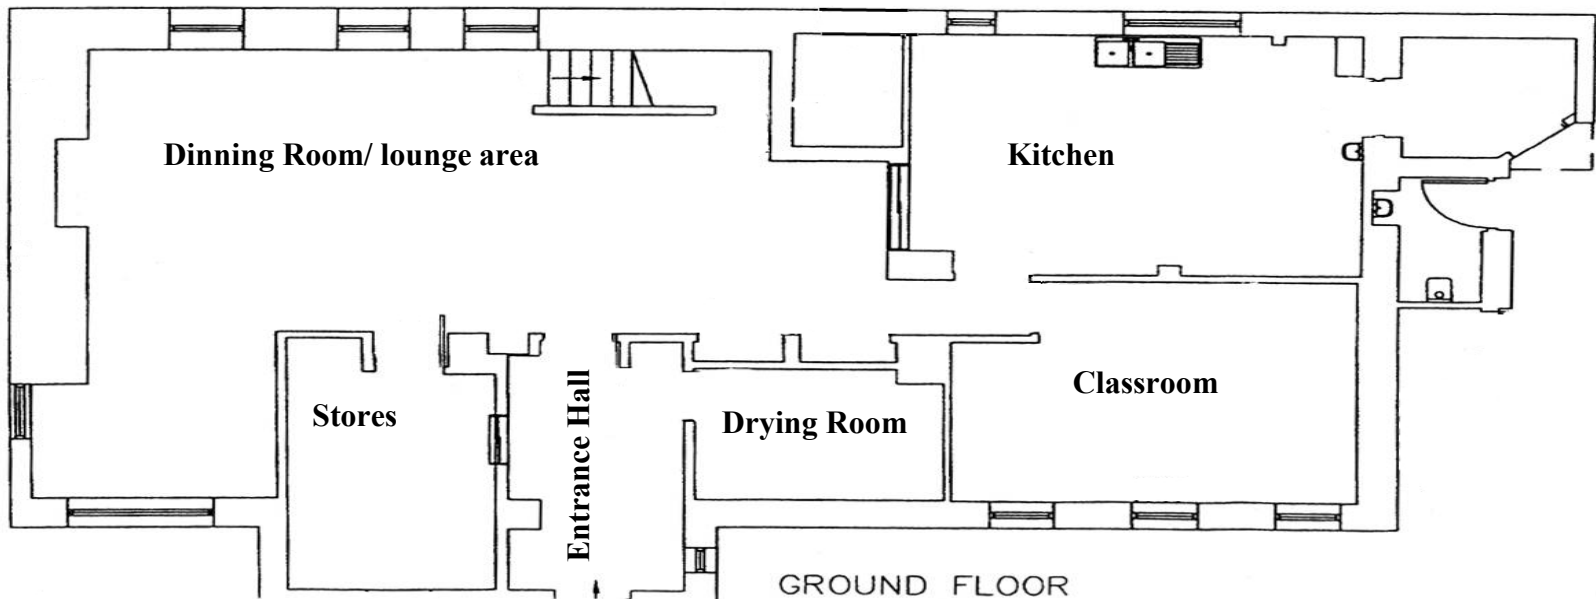 Dinning Room/ lounge area
Kitchen
Stores
Entrance Hall
Drying Room
Classroom
GROUND FLOOR